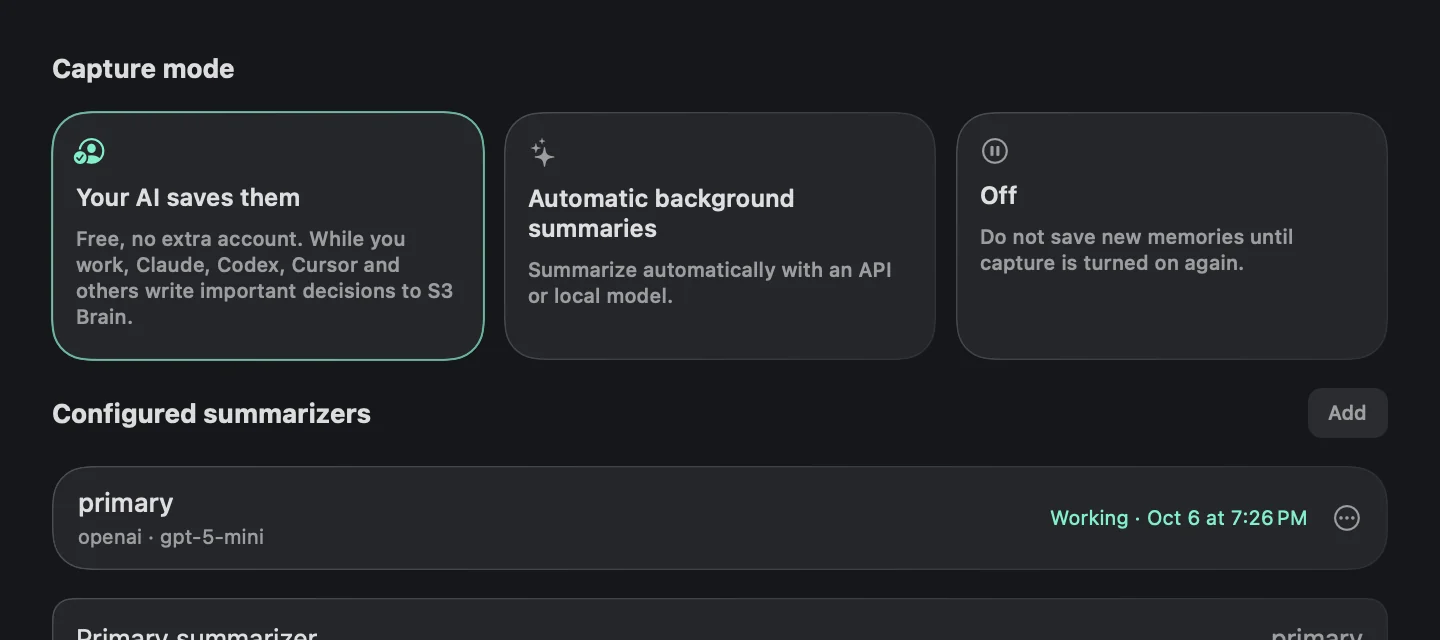 Capture mode
Your AI saves them
Free, no extra account. While you
work, Claude, Codex, Cursor and
others write important decisions to S3
Brain.
Automatic background
summaries
Summarize automatically with an API
or local model.
Off
Do not save new memories until
capture is turned on again.
Configured summarizers
Add
primary
openai · gpt-5-mini
Working · Oct 6 at 7:26 PM
Primary summarizer
primary